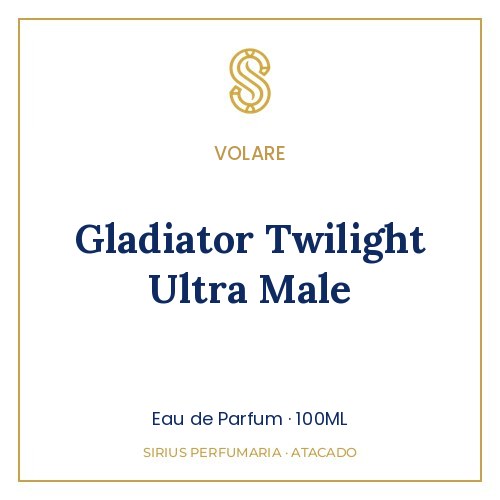 VOLARE
Gladiator Twilight
Ultra Male
Eau de Parfum · 100ML
SIRIUS PERFUMARIA · ATACADO